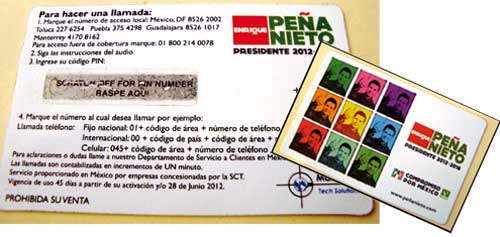 Para hacer una llamada:
1. Marque el número de acceso local: México, DF 8526 2002
Toluca 227 6254 Puebla 375 4298 Guadalajara 8851 1017
Monterrey 4170 8162
Para acceso fuera de cobertura marque: 01 800 214 0078
2. Siga las instrucciones del audio.
3. Ingrese su código PIN:
SCRATCH OFF FOR PIN NUMBER
RASPE AQUI
4. Marque el número al cual desea llamar por ejemplo:
Llamada teléfono: Fijo nacional: 01+ código de área + número de teléfono
Internacional: 00 + código de país + código
Celular: 045+ código de área + número
Para aclaraciones o dudas llame a nuestro Departamento de Servicio a Clientes en
Las llamadas son contabilizadas en incrementos de UN minuto.
Servicio proporcionado en México por empresas concesionadas por la SCT.
Vigencia de uso 45 días a partir de su activación y/o 28 de Junio 2012.
PROHIBIDA SU VENTA
Tech Solution
ENRIQUE
PEÑA
NIETO
PRESIDENTE 2012-
ENRIQUE
PEÑA
NIETO
PRESIDENTE 2012-2018
COMPROMISO
POR MÉXICO
www.penanieto.com